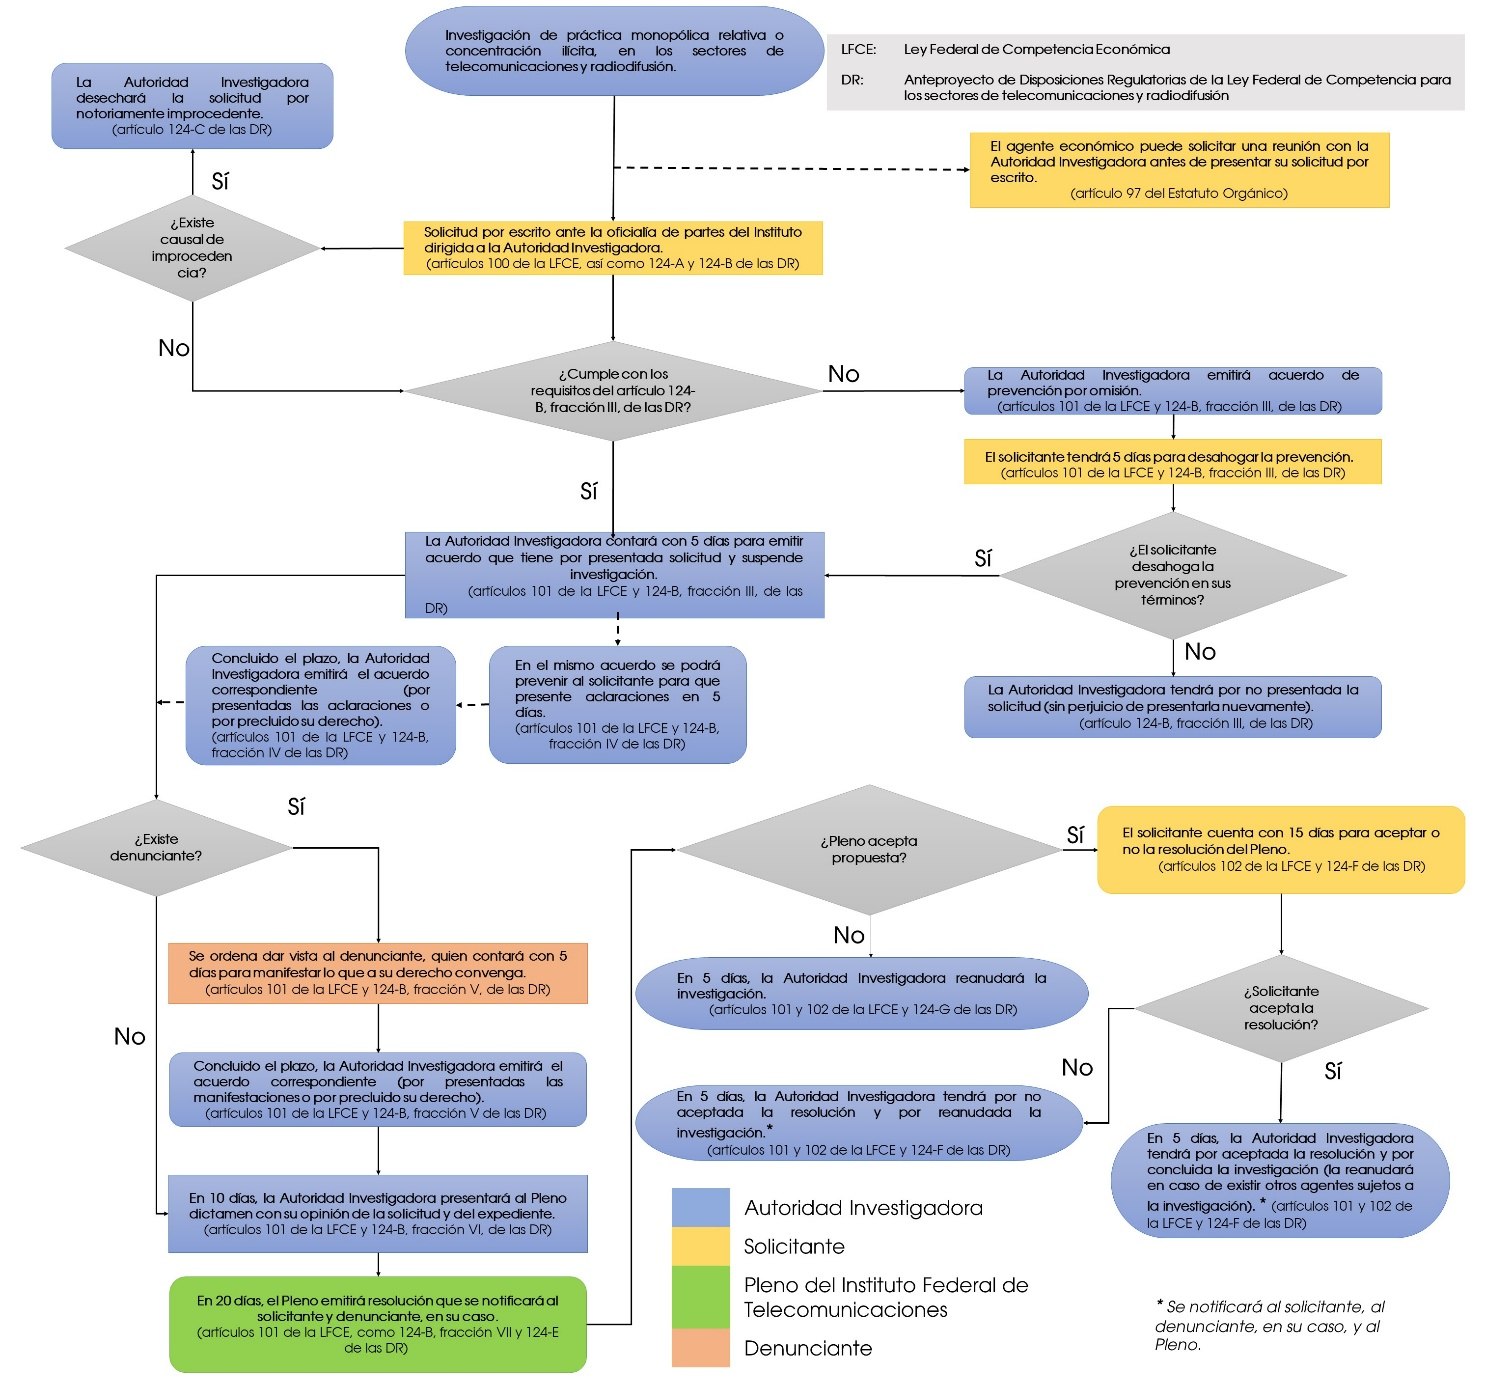 Investigación de práctica monopólica relativa o
concentración ilícita, en los sectores de
telecomunicaciones y radiodifusión.
LFCE: Ley Federal de Competencia Económica
DR: Anteproyecto de Disposiciones Regulatorias de la Ley Federal de Competencia para
los sectores de telecomunicaciones y radiodifusión
La Autoridad Investigadora
desechará la solicitud por
notoriamente improcedente.
(artículo 124-C de las DR)
El agente económico puede solicitar una reunión con la
Autoridad Investigadora antes de presentar su solicitud por
escrito.
(artículo 97 del Estatuto Orgánico)
Sí
¿Existe
causal de
improceden
cia?
Solicitud por escrito ante la oficialía de partes del Instituto
dirigida a la Autoridad Investigadora.
(artículos 100 de la LFCE, así como 124-A y 124-B de las DR)
No
¿Cumple con los
requisitos del artículo 124-
B, fracción III, de las DR?
No
La Autoridad Investigadora emitirá acuerdo de
prevención por omisión.
(artículos 101 de la LFCE y 124-B, fracción III, de las DR)
El solicitante tendrá 5 días para desahogar la prevención.
(artículos 101 de la LFCE y 124-B, fracción III, de las DR)
Sí
La Autoridad Investigadora contará con 5 días para emitir
acuerdo que tiene por presentada solicitud y suspende
investigación.
(artículos 101 de la LFCE y 124-B, fracción III, de las
DR)
Sí
¿El solicitante
desahoga la
prevención en sus
términos?
No
La Autoridad Investigadora tendrá por no presentada la
solicitud (sin perjuicio de presentarla nuevamente).
(artículo 124-B, fracción III, de las DR)
Concluido el plazo, la Autoridad
Investigadora emitirá el acuerdo
correspondiente (por
presentadas las aclaraciones o
por precluido su derecho).
(artículos 101 de la LFCE y 124-B,
fracción IV de las DR)
En el mismo acuerdo se podrá
prevenir al solicitante para que
presente aclaraciones en 5
días.
(artículos 101 de la LFCE y 124-B,
fracción IV de las DR)
¿Existe
denunciante?
Sí
¿Pleno acepta
propuesta?
Sí
El solicitante cuenta con 15 días para aceptar o
no la resolución del Pleno.
(artículos 102 de la LFCE y 124-F de las DR)
No
Se ordena dar vista al denunciante, quien contará con 5
días para manifestar lo que a su derecho convenga.
(artículos 101 de la LFCE y 124-B, fracción V, de las DR)
En 5 días, la Autoridad Investigadora reanudará la
investigación.
(artículos 101 y 102 de la LFCE y 124-G de las DR)
¿Solicitante
acepta la
resolución?
No
Concluido el plazo, la Autoridad Investigadora emitirá el
acuerdo correspondiente (por presentadas las
manifestaciones o por precluido su derecho).
(artículos 101 de la LFCE y 124-B, fracción V de las DR)
No
Sí
En 5 días, la Autoridad Investigadora tendrá por no
aceptada la resolución y por reanudada la
investigación.*
(artículos 101 y 102 de la LFCE y 124-F de las DR)
En 5 días, la Autoridad Investigadora
tendrá por aceptada la resolución y por
concluida la investigación (la reanudará
en caso de existir otros agentes sujetos a
la investigación). * (artículos 101 y 102 de
la LFCE y 124-F de las DR)
En 10 días, la Autoridad Investigadora presentará al Pleno
dictamen con su opinión de la solicitud y del expediente.
(artículos 101 de la LFCE y 124-B, fracción VI, de las DR)
En 20 días, el Pleno emitirá resolución que se notificará al
solicitante y denunciante, en su caso.
(artículos 101 de la LFCE, como 124-B, fracción VII y 124-E
de las DR)
Autoridad Investigadora
Solicitante
Pleno del Instituto Federal de
Telecomunicaciones
Denunciante
* Se notificará al solicitante, al
denunciante, en su caso, y al
Pleno.